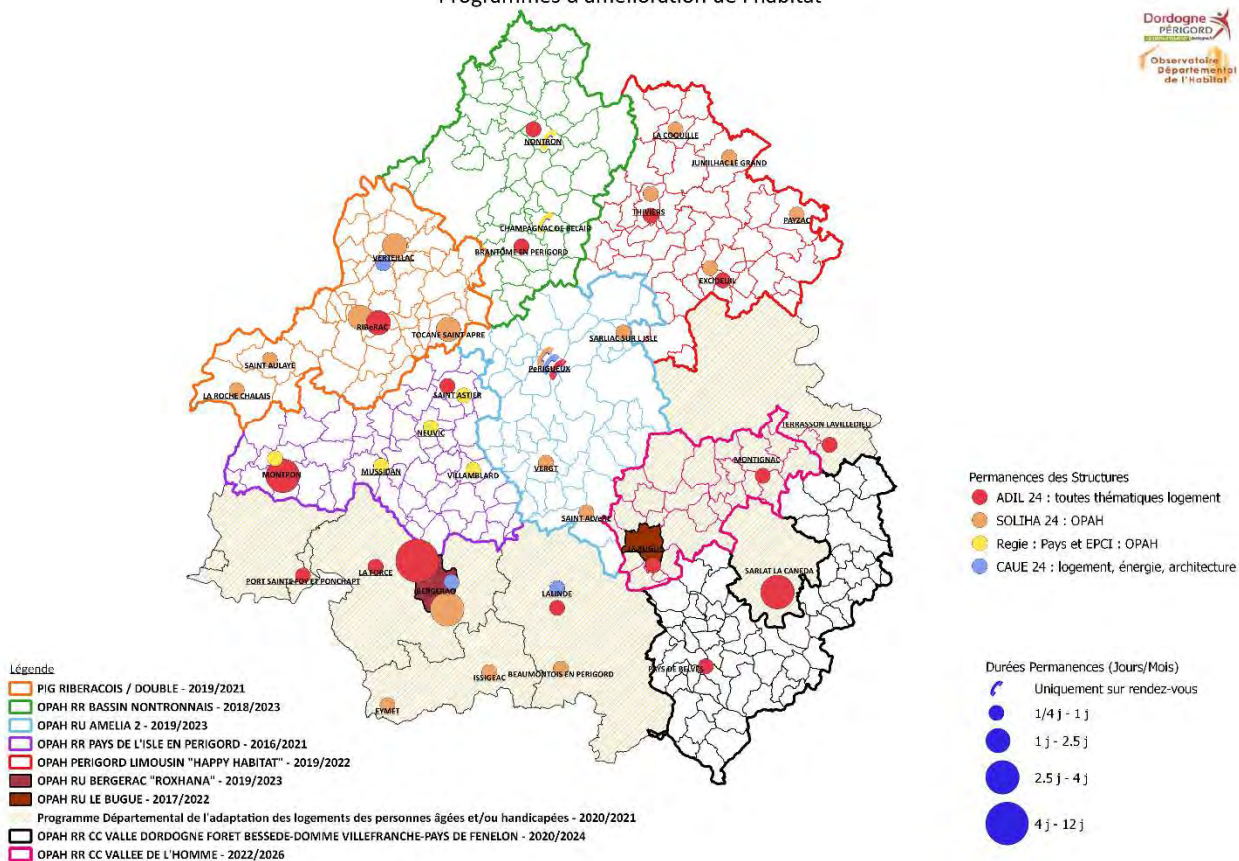 Programmes d'amélioration de l'habitat
Dordogne
PÉRIGORD
Observatoire
Départemental
de l'Habitat
NONTRON
LA COQUILLE
JUMILHAC LE GRAND
THIVIERS
PAYZAC
CHAMPAGNAC DE BELAIR
BRANTÔME EN PERIGORD
VERTEILLAC
EXCIDEUIL
RIBeRAC
TOCANE SAINT APRE
SARLIAC SUR L ISLE
PeRIGUEUX
SAINT AULAYE
LA ROCHE CHALAIS
SAINT ASTIER
NEUVIC
TERRASSON LAVILLEDIEU
MONTPON
MUSSIDAN
VILLAMBLARD
VERGT
MONTIGNAC
SAINT ALVeRE
LE BUGUE
LA FORCE
PORT SAINTE FOY ET PONCHAPT
BERGERAC
LALINDE
SARLAT LA CANEDA
PAYS DE BELVES
ISSIGEAC
BEAUMONTOIS EN PERIGORD
EYMET
Permanences des Structures
ADIL 24 : toutes thématiques logement
SOLIHA 24 : OPAH
Regie : Pays et EPCI : OPAH
CAUE 24 : logement, énergie, architecture
Durées Permanences (Jours/Mois)
Uniquement sur rendez-vous
1/4 j - 1 j
1 j - 2.5 j
2.5 j - 4 j
4 j - 12 j
Légende
PIG RIBERACOIS / DOUBLE - 2019/2021
OPAH RR BASSIN NONTRONNAIS - 2018/2023
OPAH RU AMELIA 2 - 2019/2023
OPAH RR PAYS DE L'ISLE EN PERIGORD - 2016/2021
OPAH PERIGORD LIMOUSIN "HAPPY HABITAT" - 2019/2022
OPAH RU BERGERAC "ROXHANA" - 2019/2023
OPAH RU LE BUGUE - 2017/2022
Programme Départemental de l'adaptation des logements des personnes âgées et/ou handicapées - 2020/2021
OPAH RR CC VALLE DORDOGNE FORET BESSEDE-DOMME VILLEFRANCHE-PAYS DE FENELON - 2020/2024
OPAH RR CC VALLEE DE L'HOMME - 2022/2026